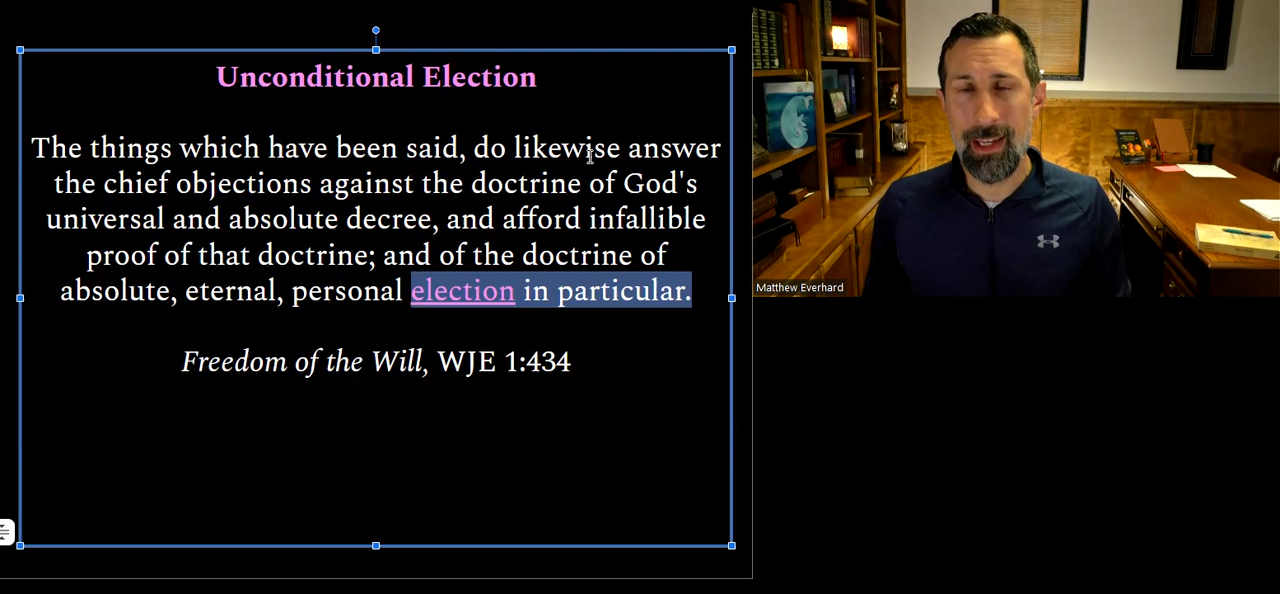 Unconditional Election
The things which have been said, do likewise answer
the chief objections against the doctrine of God's
universal and absolute decree, and afford infallible
proof of that doctrine; and of the doctrine of
absolute, eternal, personal election in particular.
Freedom of the Will, WJE 1:434
Matthew Everhard